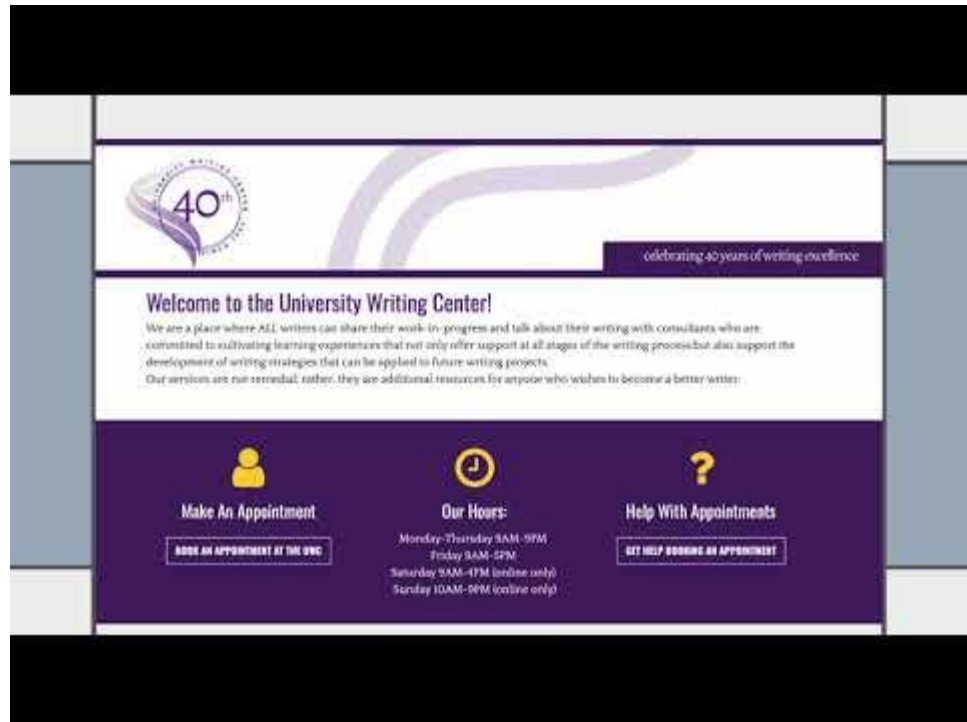 UNIVERSITY WRITING CENTER
40th
celebrating 40 years of writing excellence
Welcome to the University Writing Center!
We are a place where ALL writers can share their work-in-progress and talk about their writing with consultants who are
committed to cultivating learning experiences that not only offer support at all stages of the writing process but also support the
development of writing strategies that can be applied to future writing projects.
Our services are not remedial, rather, they are additional resources for anyone who wishes to become a better writer.
Make An Appointment
BOOK AN APPOINTMENT AT THE UWC
Our Hours:
Monday-Thursday 9AM-9PM
Friday 9AM-5PM
Saturday 9AM-4PM (online only)
Sunday 10AM-9PM (online only)
Help With Appointments
GET HELP BOOKING AN APPOINTMENT